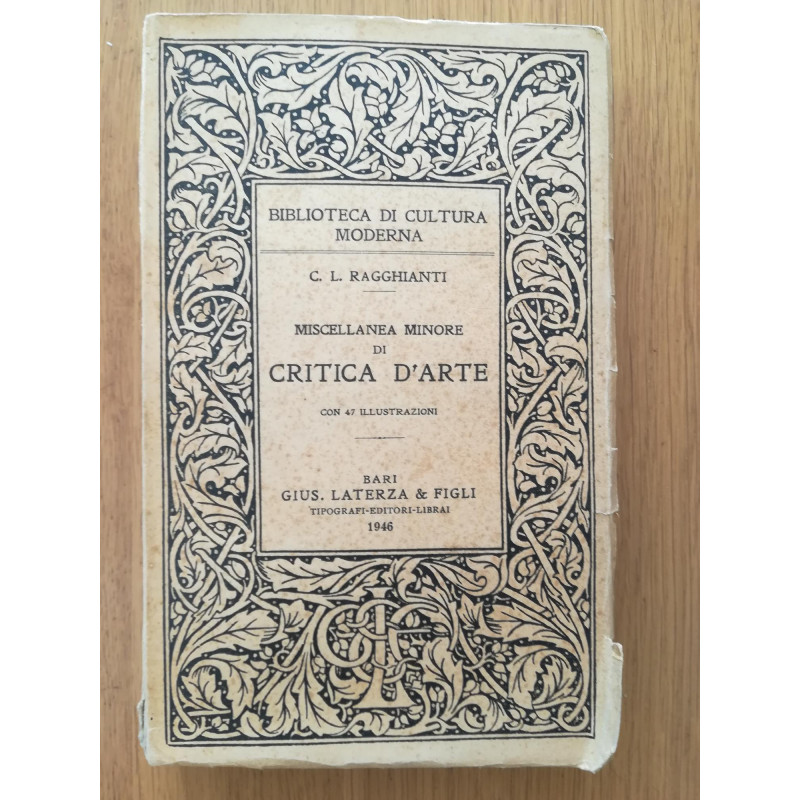 BIBLIOTECA DI CULTURA
MODERNA
C. L. RAGGHIANTI
MISCELLANEA MINORE
DI
CRITICA D'ARTE
CON 47 ILLUSTRAZIONI
BARI
GIUS. LATERZA & FIGLI
TIPOGRAFI-EDITORI-LIBRAI
1946